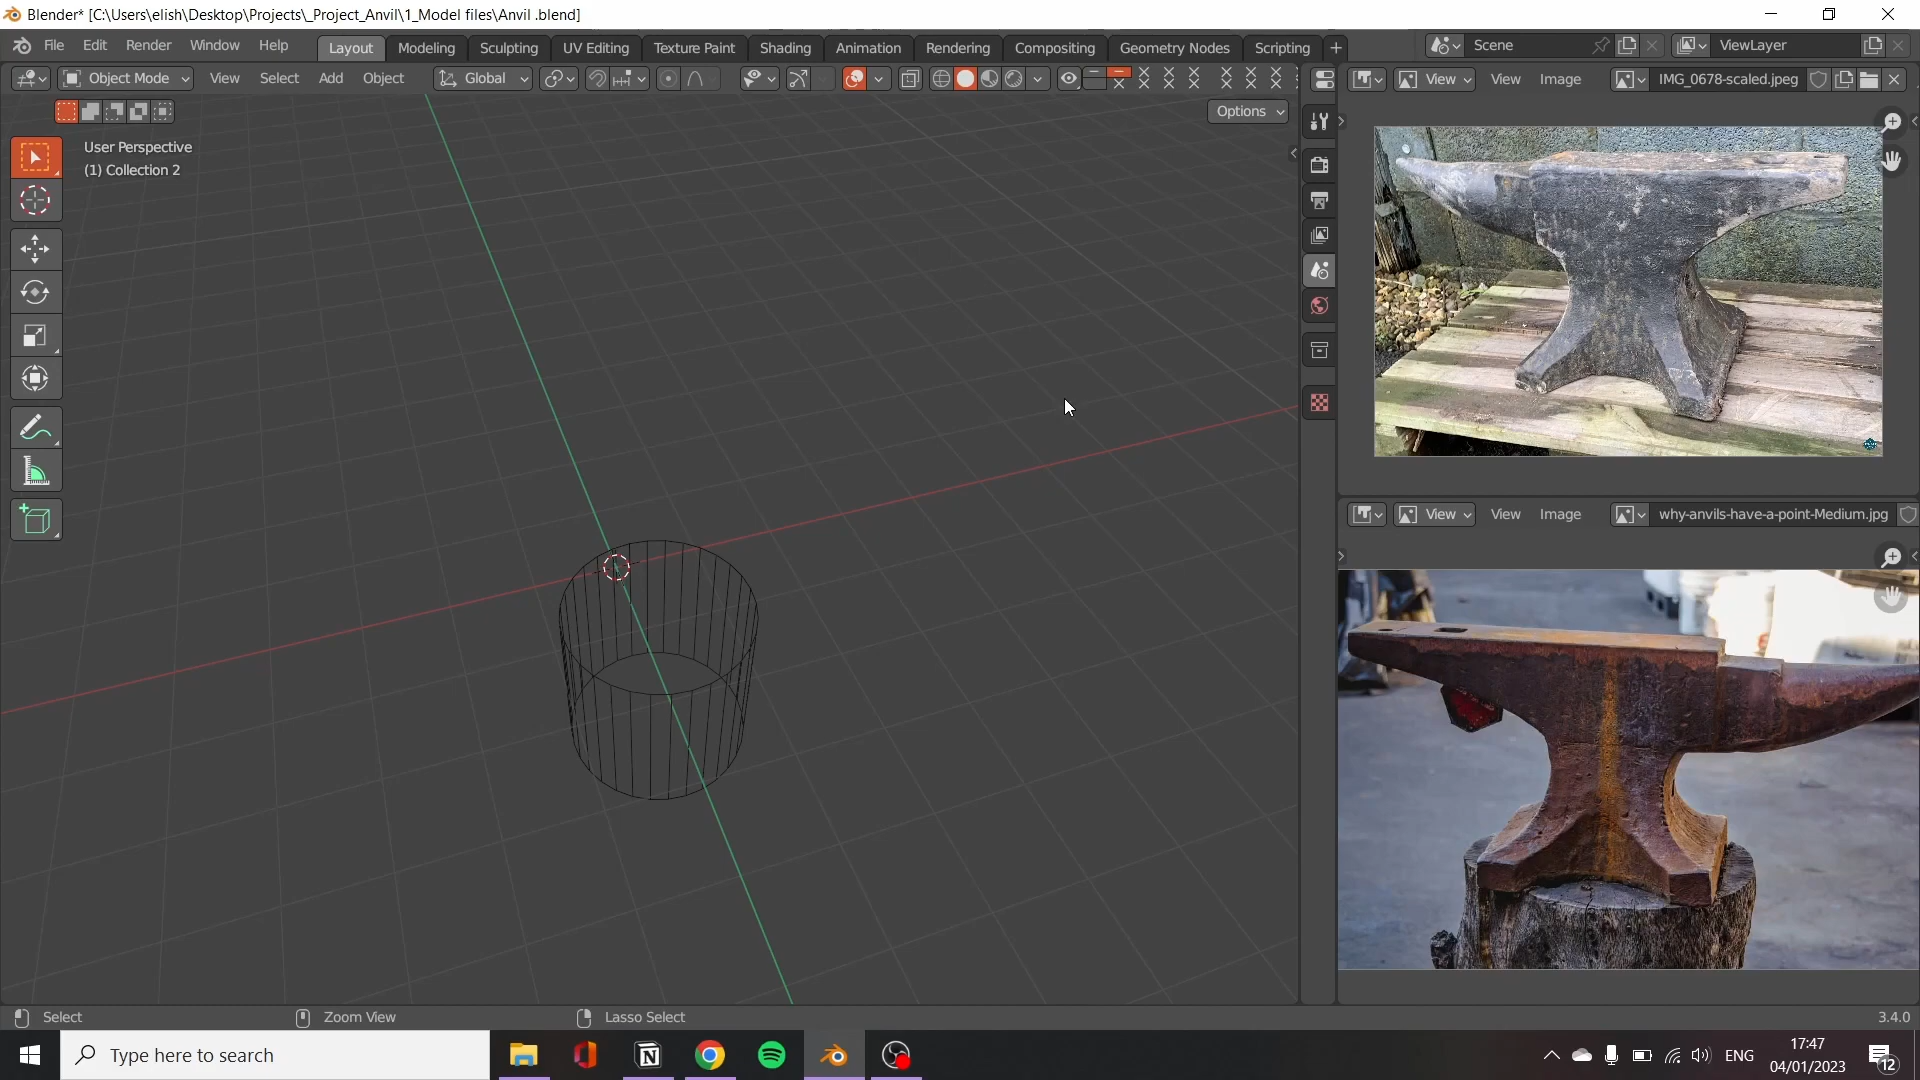 Blender* [C:\Users\elish\Desktop\Projects\_Project_Anvil\1_Model files\Anvil .blend]
File Edit Render Window Help Layout Modeling Sculpting UV Editing Texture Paint Shading Animation Rendering Compositing Geometry Nodes Scripting + Scene ViewLayer
Object Mode View Select Add Object Global View View Image IMG_0678-scaled.jpeg
Options
User Perspective
(1) Collection 2
View View Image why-anvils-have-a-point-Medium.jpg
Select Zoom View Lasso Select 3.4.0
Type here to search ENG 17:47
04/01/2023 12